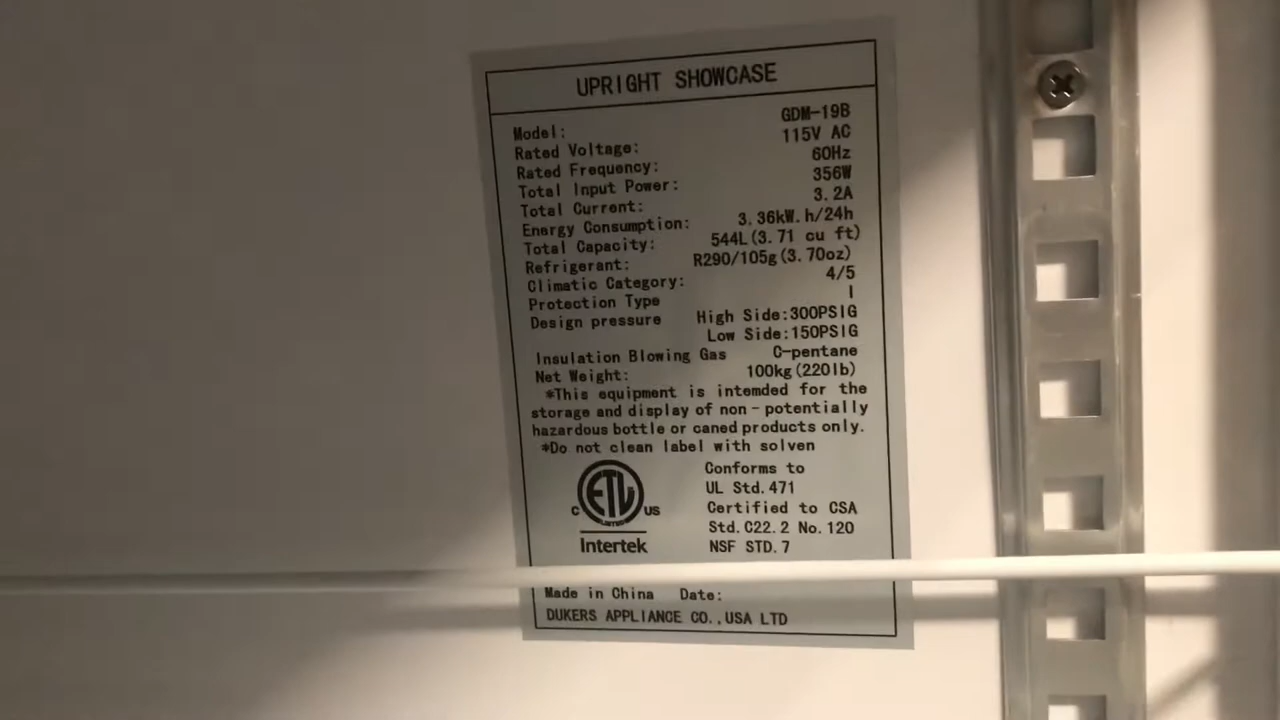 UPRIGHT SHOWCASE
Model: GDM-19B
Rated Voltage: 115V AC
Rated Frequency: 60Hz
Total Input Power: 356W
Total Current: 3.2A
Energy Consumption: 3.36kW.h/24h
Total Capacity: 544L(3.71 cu ft)
Refrigerant: R290/105g(3.70oz)
Climatic Category: 4/5
Protection Type I
Design pressure High Side:300PSIG
Low Side:150PSIG
Insulation Blowing Gas C-pentane
Net Weight: 100kg(220lb)
*This equipment is intemded for the
storage and display of non-potentially
hazardous bottle or caned products only.
*Do not clean label with solven
Conforms to
UL Std.471
Certified to CSA
Std.C22.2 No.120
NSF STD.7
C ETL US
LISTED
Intertek
Made in China Date:
DUKERS APPLIANCE CO.,USA LTD